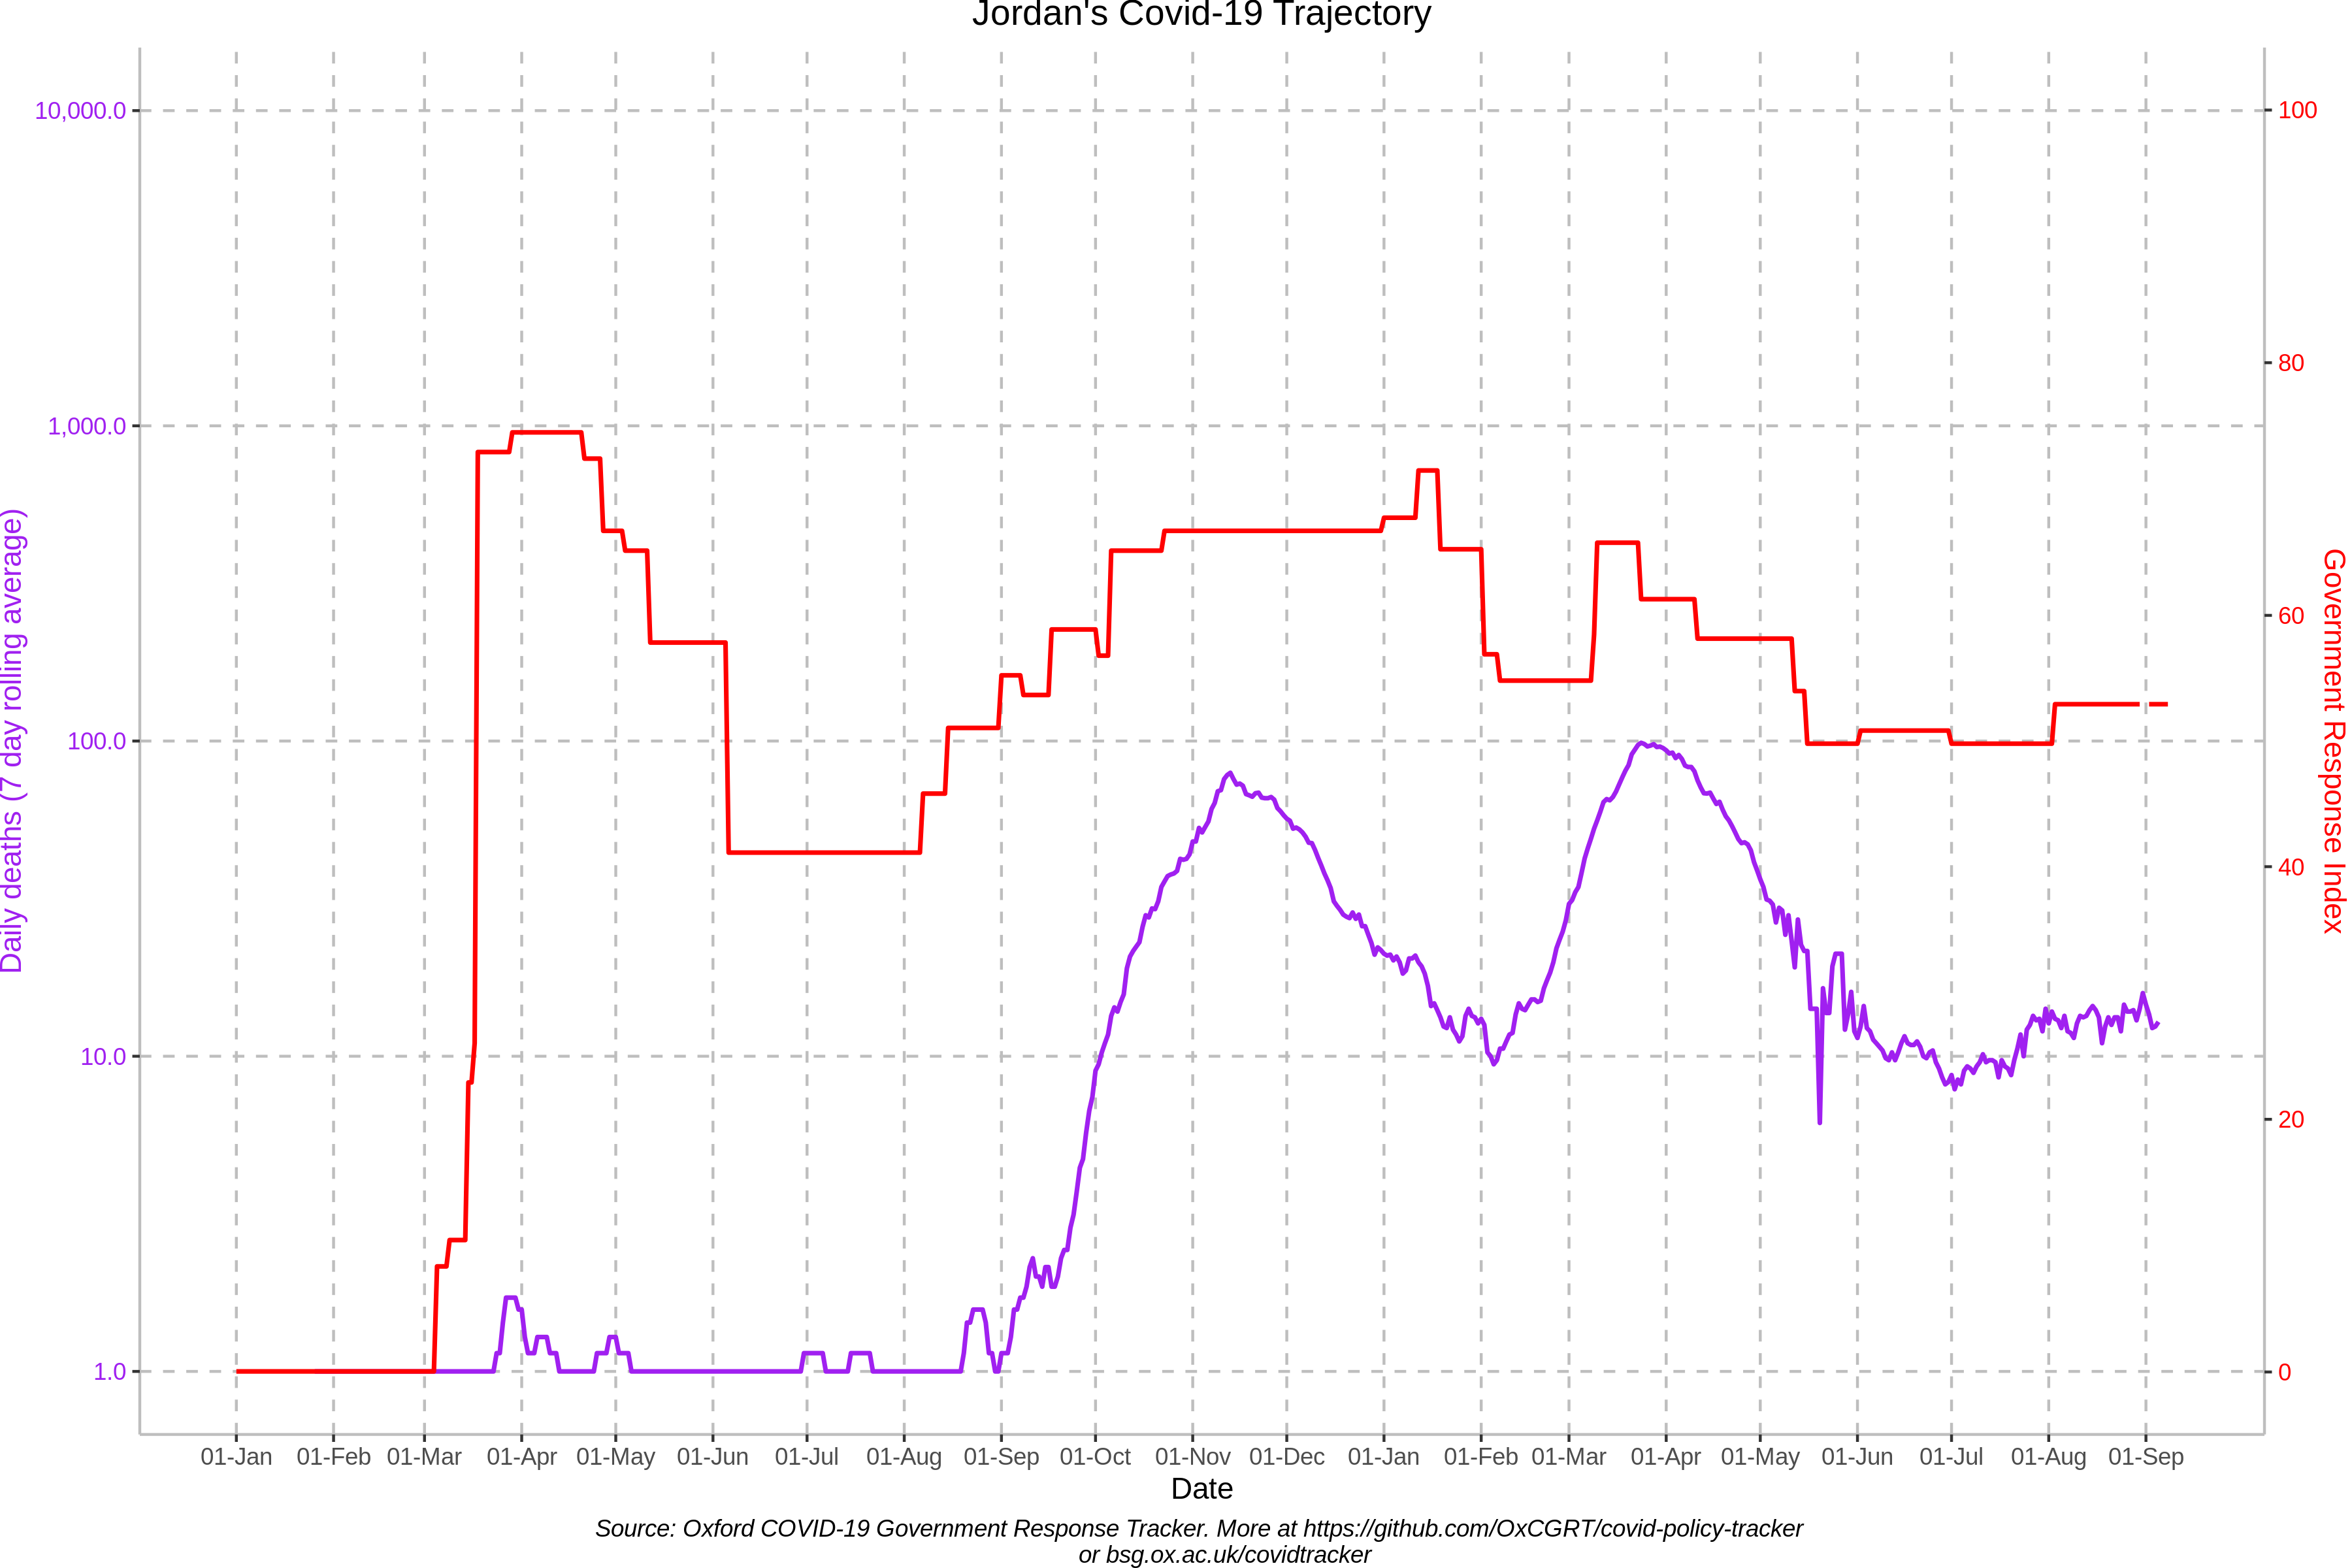 Jordan's Covid-19 Trajectory
10,000.0
1,000.0
100.0
10.0
1.0
Daily deaths (7 day rolling average)
100
80
60
40
20
0
Government Response Index
01-Jan 01-Feb 01-Mar 01-Apr 01-May 01-Jun 01-Jul 01-Aug 01-Sep 01-Oct 01-Nov 01-Dec 01-Jan 01-Feb 01-Mar 01-Apr 01-May 01-Jun 01-Jul 01-Aug 01-Sep
Date
Source: Oxford COVID-19 Government Response Tracker. More at https://github.com/OxCGRT/covid-policy-tracker
or bsg.ox.ac.uk/covidtracker